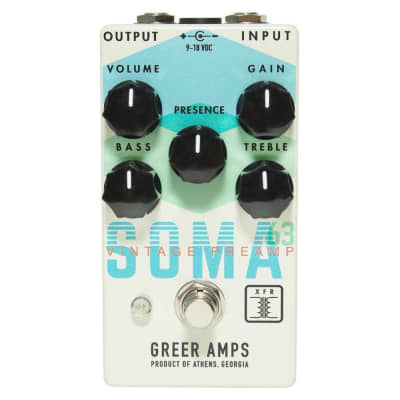 OUTPUT INPUT
9-18 VDC
VOLUME GAIN
PRESENCE
BASS TREBLE
SOMA 63
VINTAGE PREAMP
XFR
GREER AMPS
PRODUCT OF ATHENS, GEORGIA